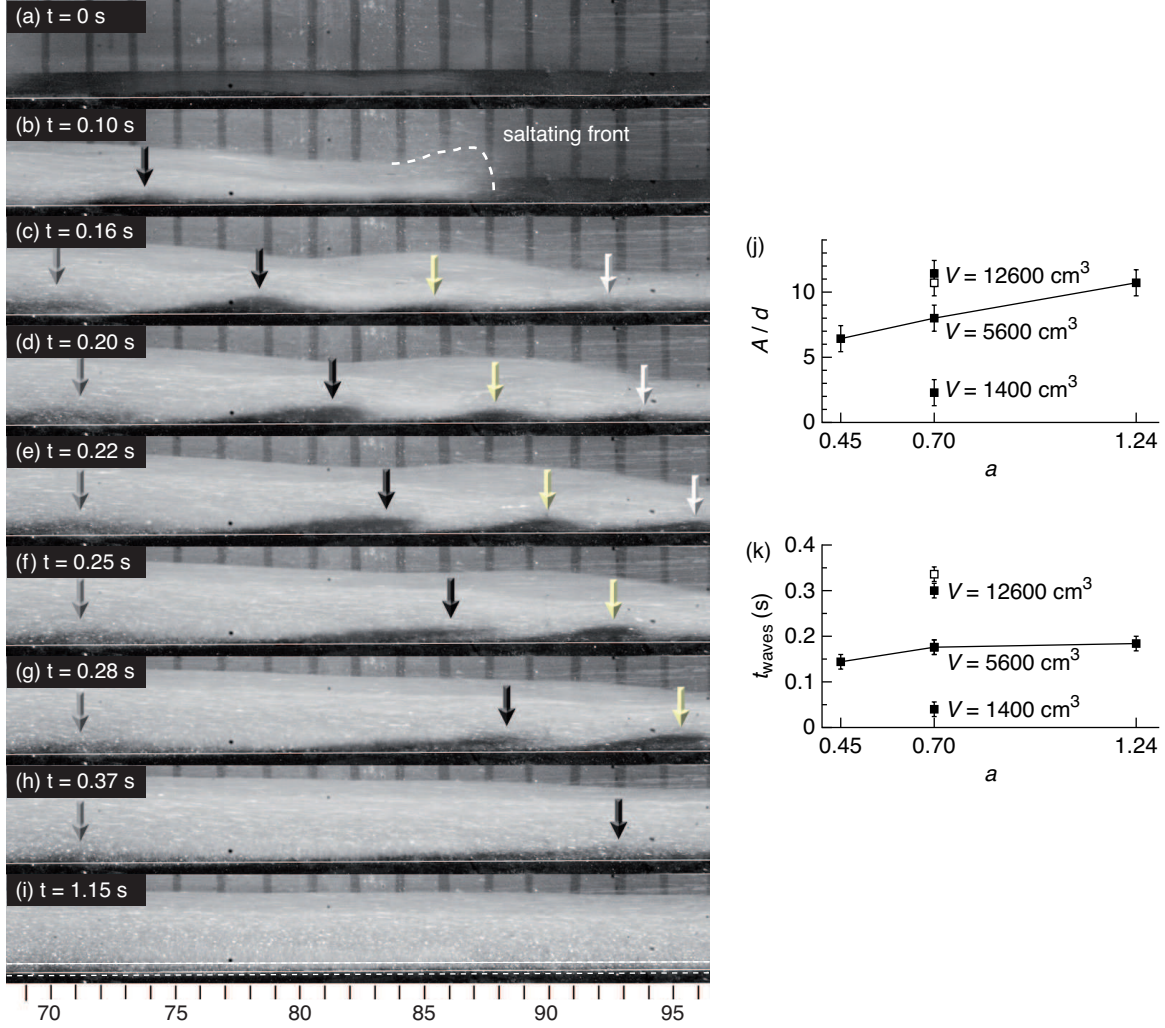 (a) t = 0 s
(b) t = 0.10 s
saltating front
(c) t = 0.16 s
(d) t = 0.20 s
(e) t = 0.22 s
(f) t = 0.25 s
(g) t = 0.28 s
(h) t = 0.37 s
(i) t = 1.15 s
70 75 80 85 90 95
(j)
A / d
10
5
0
V = 12600 cm³
V = 5600 cm³
V = 1400 cm³
0.45 0.70 1.24
a
(k)
t_waves (s)
0.4
0.3
0.2
0.1
0
V = 12600 cm³
V = 5600 cm³
V = 1400 cm³
0.45 0.70 1.24
a